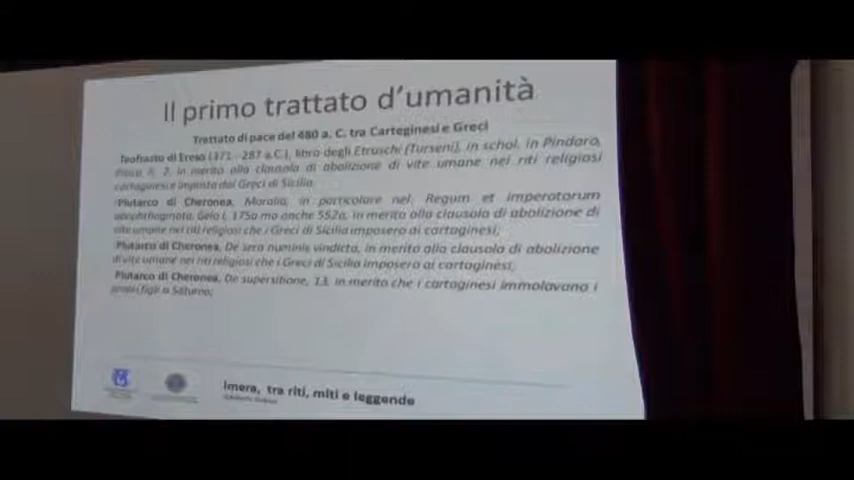 Il primo trattato d'umanità
Trattato di pace del 480 a. C. tra Cartaginesi e Greci
Teofrasto di Ereso (371 - 287 a.C.), libro degli Etruschi (Turseni), in schol. in Pindaro,
2, in merito alla clausola di abolizione di vite umane nei riti religiosi
cartaginesi e imposta dai Greci di Sicilia.
Plutarco di Cheronea, Moralia, in particolare nel, Regum et imperatorum
apophthegmata, Gelo I, 175a ma anche 552a, in merito alla clausola di abolizione di
vite umane nei riti religiosi che i Greci di Sicilia imposero ai cartaginesi;
Plutarco di Cheronea, De sera numinis vindicta, in merito alla clausola di abolizione
di vite umane nei riti religiosi che i Greci di Sicilia imposero ai cartaginesi;
Plutarco di Cheronea, De supersitione, 13, in merito che i cartaginesi immolavano i
propri figli a Saturno;
Imera, tra riti, miti e leggende